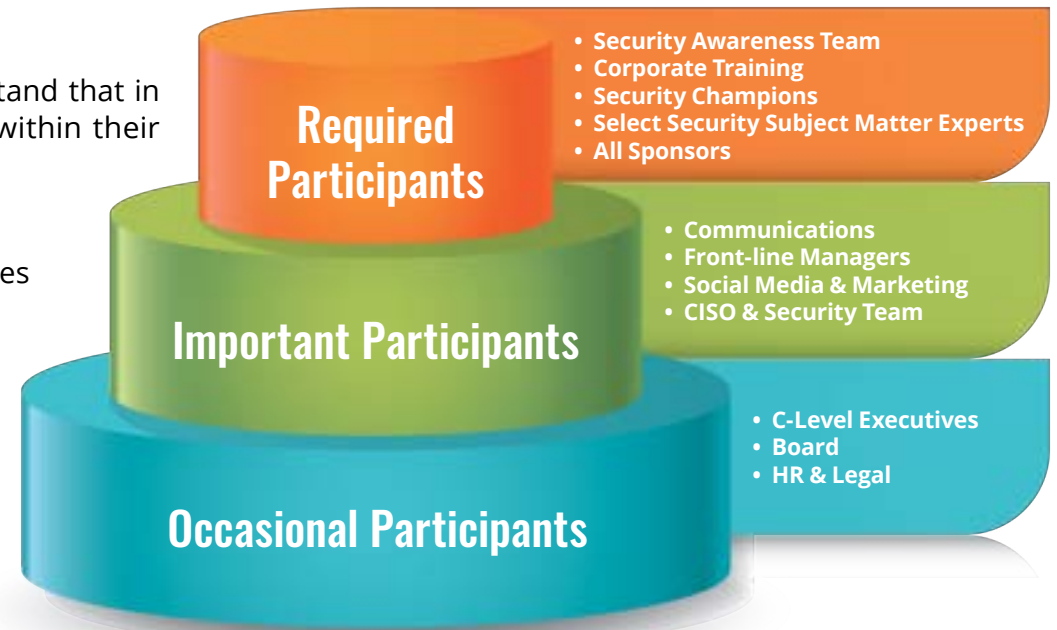 tand that in
within their
es
Required
Participants
• Security Awareness Team
• Corporate Training
• Security Champions
• Select Security Subject Matter Experts
• All Sponsors
Important Participants
• Communications
• Front-line Managers
• Social Media & Marketing
• CISO & Security Team
Occasional Participants
• C-Level Executives
• Board
• HR & Legal